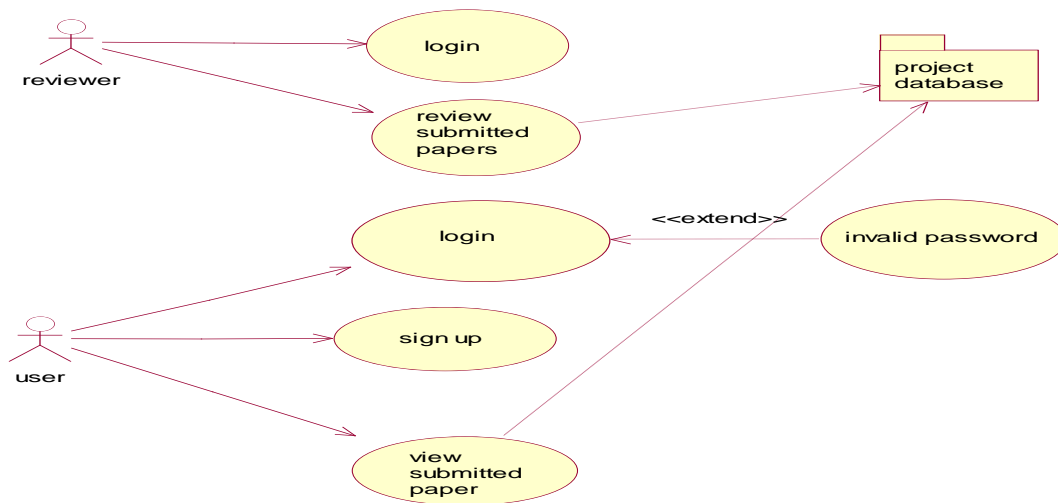 login
reviewer
project
database
review
submitted
papers
<<extend>>
login
invalid password
sign up
user
view
submitted
paper